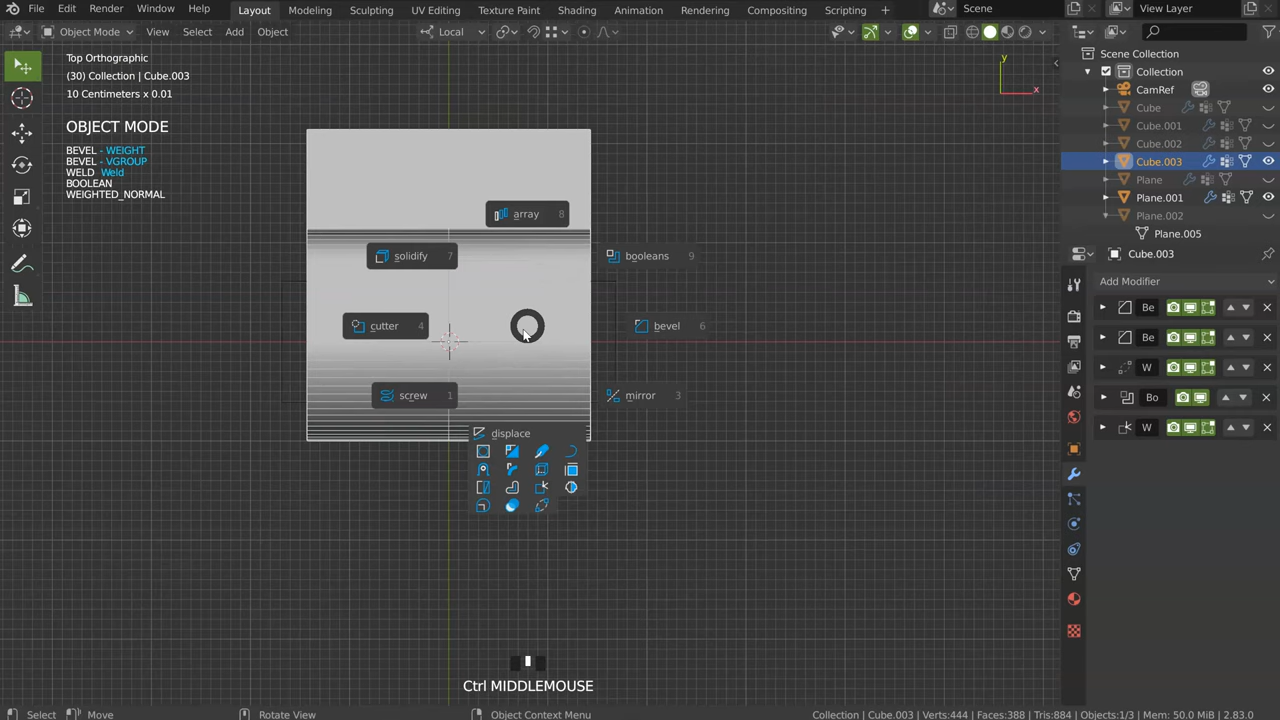 File Edit Render Window Help Layout Modeling Sculpting UV Editing Texture Paint Shading Animation Rendering Compositing Scripting + Scene View Layer
Object Mode View Select Add Object Local
Top Orthographic
(30) Collection | Cube.003
10 Centimeters x 0.01
OBJECT MODE
BEVEL - WEIGHT
BEVEL - VGROUP
WELD Weld
BOOLEAN
WEIGHTED_NORMAL
y
x
array 8
solidify 7
booleans 9
cutter 4
bevel 6
screw 1
mirror 3
displace
Ctrl MIDDLEMOUSE
Scene Collection
Collection
CamRef
Cube
Cube.001
Cube.002
Cube.003
Plane
Plane.001
Plane.002
Plane.005
Cube.003
Add Modifier
Be
Be
W
Bo
W
Select Move Rotate View Object Context Menu Collection | Cube.003 | Verts:444 | Faces:388 | Tris:884 | Objects:1/3 | Mem: 50.0 MiB | 2.83.0